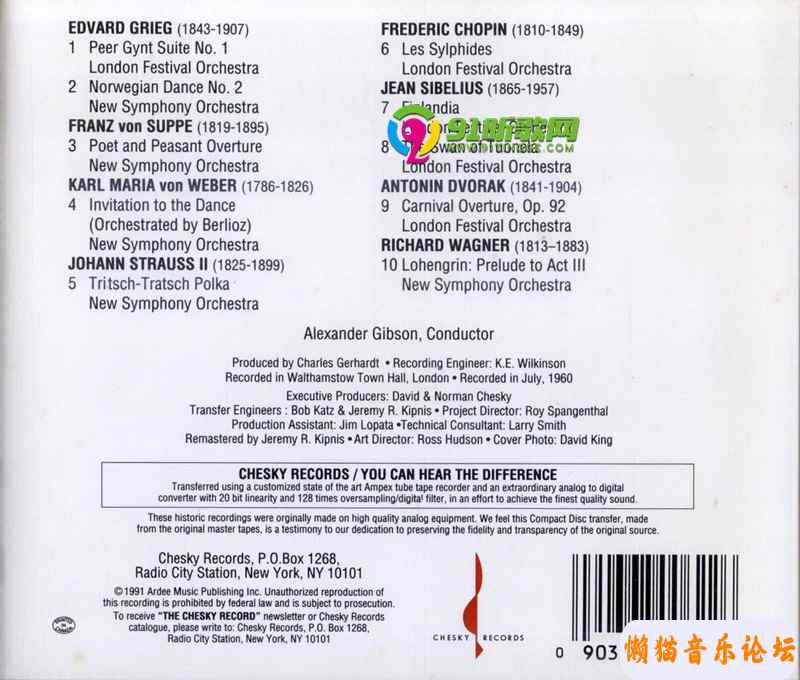 EDVARD GRIEG (1843-1907)
1 Peer Gynt Suite No. 1
London Festival Orchestra
2 Norwegian Dance No. 2
New Symphony Orchestra
FRANZ von SUPPE (1819-1895)
3 Poet and Peasant Overture
New Symphony Orchestra
KARL MARIA von WEBER (1786-1826)
4 Invitation to the Dance
(Orchestrated by Berlioz)
New Symphony Orchestra
JOHANN STRAUSS II (1825-1899)
5 Tritsch-Tratsch Polka
New Symphony Orchestra
FREDERIC CHOPIN (1810-1849)
6 Les Sylphides
London Festival Orchestra
JEAN SIBELIUS (1865-1957)
7 Finlandia
91听歌网
8 The Swan of Tuonela
London Festival Orchestra
ANTONIN DVORAK (1841-1904)
9 Carnival Overture, Op. 92
London Festival Orchestra
RICHARD WAGNER (1813–1883)
10 Lohengrin: Prelude to Act III
New Symphony Orchestra
Alexander Gibson, Conductor
Produced by Charles Gerhardt • Recording Engineer: K.E. Wilkinson
Recorded in Walthamstow Town Hall, London • Recorded in July, 1960
Executive Producers: David & Norman Chesky
Transfer Engineers : Bob Katz & Jeremy R. Kipnis • Project Director: Roy Spangenthal
Production Assistant: Jim Lopata •Technical Consultant: Larry Smith
Remastered by Jeremy R. Kipnis • Art Director: Ross Hudson • Cover Photo: David King
CHESKY RECORDS / YOU CAN HEAR THE DIFFERENCE
Transferred using a customized state of the art Ampex tube tape recorder and an extraordinary analog to digital
converter with 20 bit linearity and 128 times oversampling/digital filter, in an effort to achieve the finest quality sound.
These historic recordings were orginally made on high quality analog equipment. We feel this Compact Disc transfer, made
from the original master tapes, is a testimony to our dedication to preserving the fidelity and transparency of the original source.
Chesky Records, P.O.Box 1268,
Radio City Station, New York, NY 10101
©1991 Ardee Music Publishing Inc. Unauthorized reproduction of
this recording is prohibited by federal law and is subject to prosecution.
To receive "THE CHESKY RECORD" newsletter or Chesky Records
catalogue, please write to: Chesky Records, P.O. Box 1268,
Radio City Station, New York, NY 10101
CHESKY RECORDS
0 903
懒猫音乐论坛